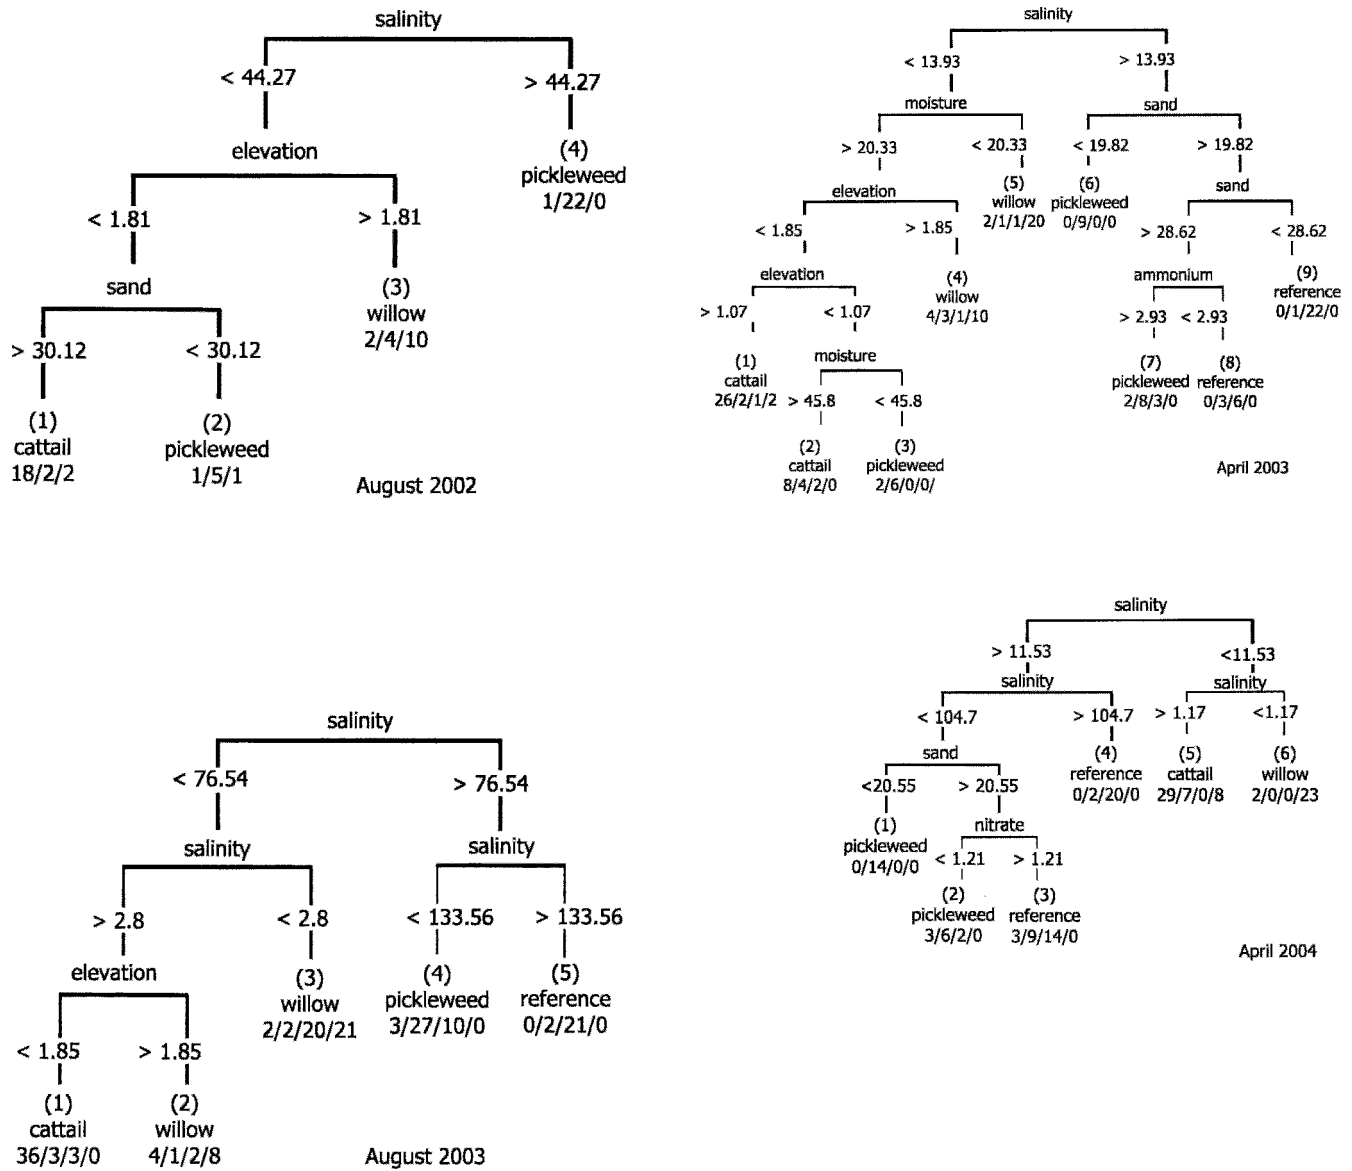 salinity
< 44.27
> 44.27
elevation
(4)
pickleweed
1/22/0
< 1.81
> 1.81
sand
(3)
willow
2/4/10
> 30.12
< 30.12
(1)
cattail
18/2/2
(2)
pickleweed
1/5/1
August 2002
salinity
< 13.93
> 13.93
moisture
sand
> 20.33
< 20.33
< 19.82
> 19.82
elevation
(5)
willow
2/1/1/20
(6)
pickleweed
0/9/0/0
sand
< 1.85
> 1.85
> 28.62
< 28.62
elevation
(4)
willow
4/3/1/10
ammonium
(9)
reference
0/1/22/0
> 1.07
< 1.07
> 2.93
< 2.93
(1)
cattail
26/2/1/2
moisture
(7)
pickleweed
2/8/3/0
(8)
reference
0/3/6/0
> 45.8
< 45.8
(2)
cattail
8/4/2/0
(3)
pickleweed
2/6/0/0/
April 2003
salinity
< 76.54
> 76.54
salinity
salinity
> 2.8
< 2.8
< 133.56
> 133.56
elevation
(3)
willow
2/2/20/21
(4)
pickleweed
3/27/10/0
(5)
reference
0/2/21/0
< 1.85
> 1.85
(1)
cattail
36/3/3/0
(2)
willow
4/1/2/8
August 2003
salinity
> 11.53
<11.53
salinity
salinity
< 104.7
> 104.7
> 1.17
<1.17
sand
(4)
reference
0/2/20/0
(5)
cattail
29/7/0/8
(6)
willow
2/0/0/23
<20.55
> 20.55
(1)
pickleweed
0/14/0/0
nitrate
< 1.21
> 1.21
(2)
pickleweed
3/6/2/0
(3)
reference
3/9/14/0
April 2004